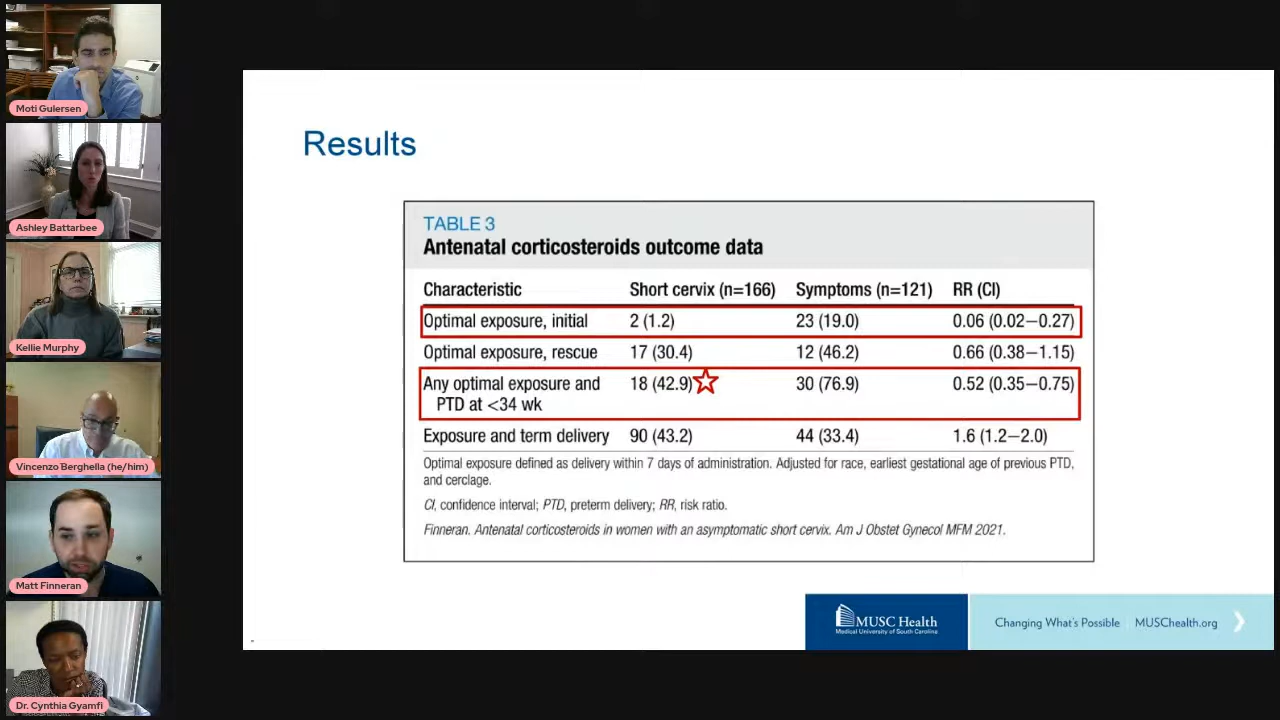 Moti Gulersen
Ashley Battarbee
Kellie Murphy
Vincenzo Berghella (he/him)
Matt Finneran
Dr. Cynthia Gyamfi
Results
TABLE 3
Antenatal corticosteroids outcome data
Characteristic Short cervix (n=166) Symptoms (n=121) RR (CI)
Optimal exposure, initial 2 (1.2) 23 (19.0) 0.06 (0.02–0.27)
Optimal exposure, rescue 17 (30.4) 12 (46.2) 0.66 (0.38–1.15)
Any optimal exposure and 18 (42.9) 30 (76.9) 0.52 (0.35–0.75)
PTD at <34 wk
Exposure and term delivery 90 (43.2) 44 (33.4) 1.6 (1.2–2.0)
Optimal exposure defined as delivery within 7 days of administration. Adjusted for race, earliest gestational age of previous PTD,
and cerclage.
CI, confidence interval; PTD, preterm delivery; RR, risk ratio.
Finneran. Antenatal corticosteroids in women with an asymptomatic short cervix. Am J Obstet Gynecol MFM 2021.
MUSC Health
Medical University of South Carolina
Changing What's Possible | MUSChealth.org